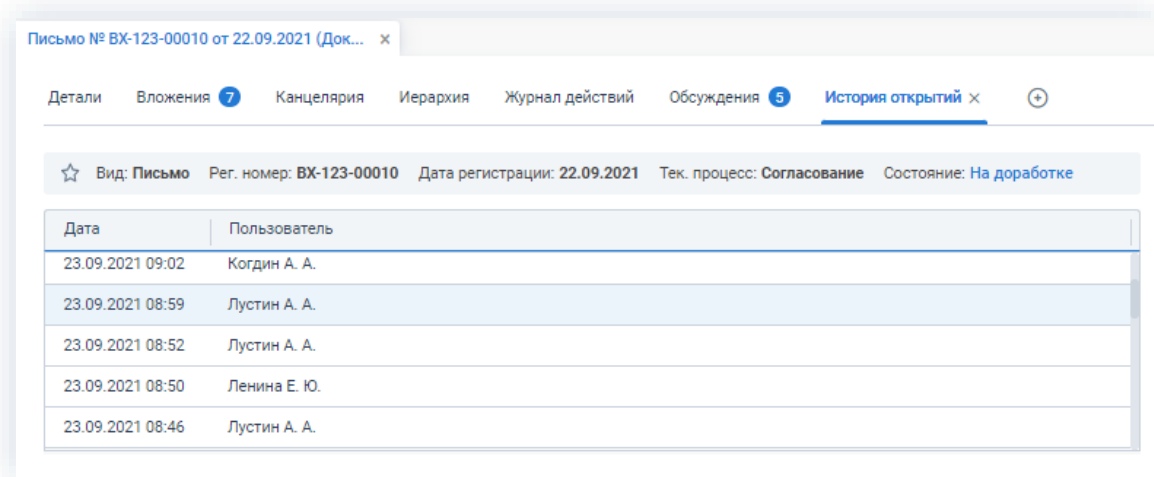 Письмо № ВХ-123-00010 от 22.09.2021 (Док... ×
Детали Вложения 7 Канцелярия Иерархия Журнал действий Обсуждения 5 История открытий ×
Вид: Письмо Рег. номер: ВХ-123-00010 Дата регистрации: 22.09.2021 Тек. процесс: Согласование Состояние: На доработке
Дата Пользователь
23.09.2021 09:02 Когдин А. А.
23.09.2021 08:59 Лустин А. А.
23.09.2021 08:52 Лустин А. А.
23.09.2021 08:50 Ленина Е. Ю.
23.09.2021 08:46 Лустин А. А.